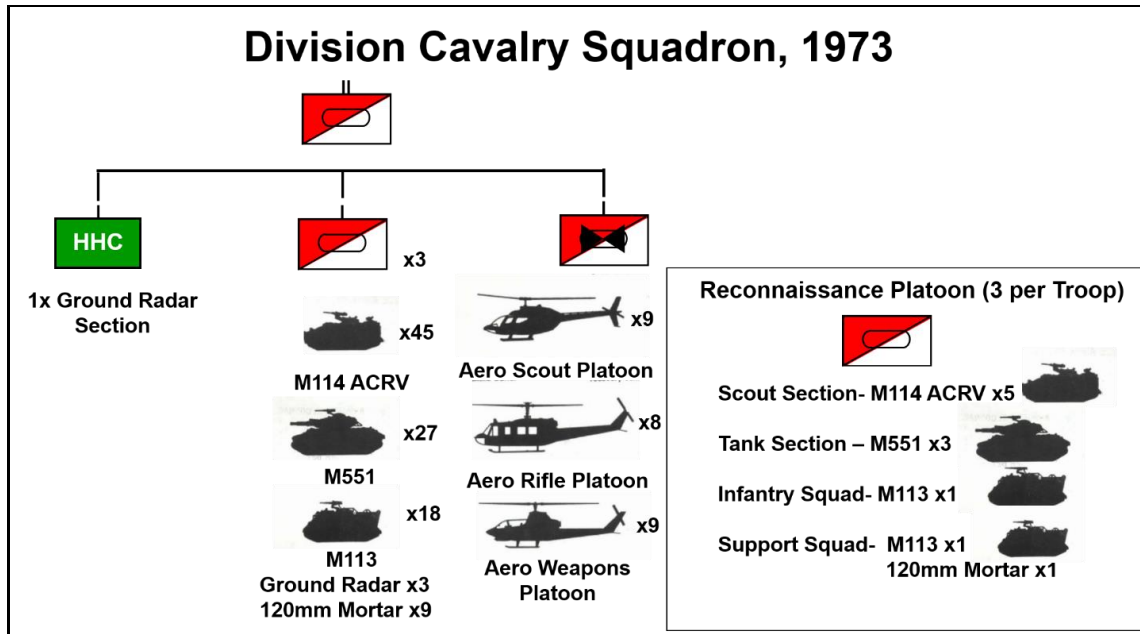 Division Cavalry Squadron, 1973
HHC
1x Ground Radar
Section
x3
x45
M114 ACRV
x27
M551
x18
M113
Ground Radar x3
120mm Mortar x9
x9
Aero Scout Platoon
x8
Aero Rifle Platoon
x9
Aero Weapons
Platoon
Reconnaissance Platoon (3 per Troop)
Scout Section- M114 ACRV x5
Tank Section – M551 x3
Infantry Squad- M113 x1
Support Squad- M113 x1
120mm Mortar x1